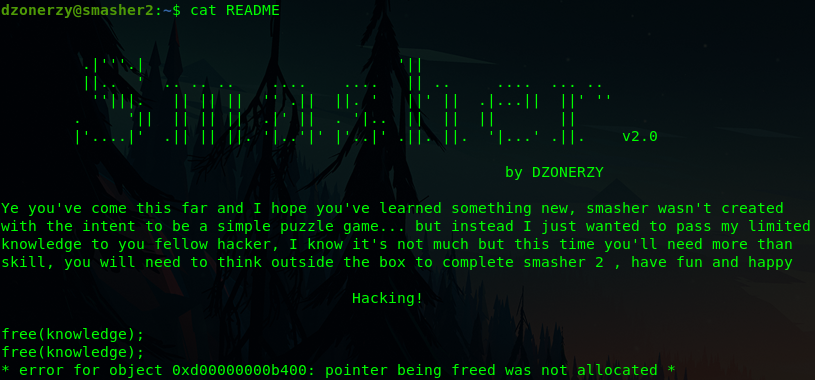 dzonerzy@smasher2:~$ cat README
Smasher v2.0
by DZONERZY
Ye you've come this far and I hope you've learned something new, smasher wasn't created
with the intent to be a simple puzzle game... but instead I just wanted to pass my limited
knowledge to you fellow hacker, I know it's not much but this time you'll need more than
skill, you will need to think outside the box to complete smasher 2 , have fun and happy
Hacking!
free(knowledge);
free(knowledge);
* error for object 0xd00000000b400: pointer being freed was not allocated *